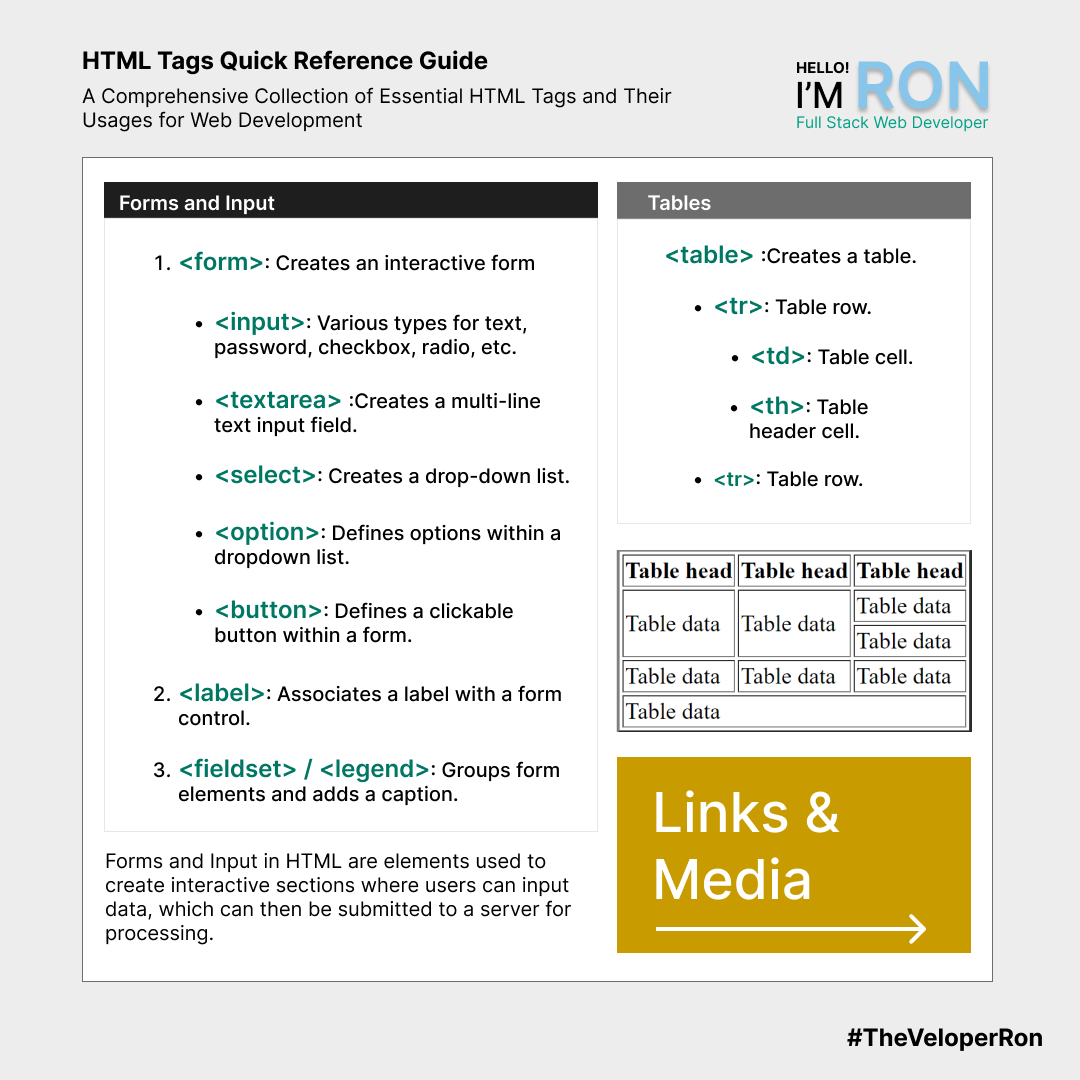 HTML Tags Quick Reference Guide
A Comprehensive Collection of Essential HTML Tags and Their
Usages for Web Development
HELLO!
I'M RON
Full Stack Web Developer
Forms and Input
1. <form>: Creates an interactive form
• <input>: Various types for text,
password, checkbox, radio, etc.
• <textarea> :Creates a multi-line
text input field.
• <select>: Creates a drop-down list.
• <option>: Defines options within a
dropdown list.
• <button>: Defines a clickable
button within a form.
2. <label>: Associates a label with a form
control.
3. <fieldset> / <legend>: Groups form
elements and adds a caption.
Forms and Input in HTML are elements used to
create interactive sections where users can input
data, which can then be submitted to a server for
processing.
Tables
<table> :Creates a table.
• <tr>: Table row.
• <td>: Table cell.
• <th>: Table
header cell.
• <tr>: Table row.
Table head Table head Table head
Table data Table data Table data
Table data
Table data Table data Table data
Table data
Links &
Media
#TheVeloperRon